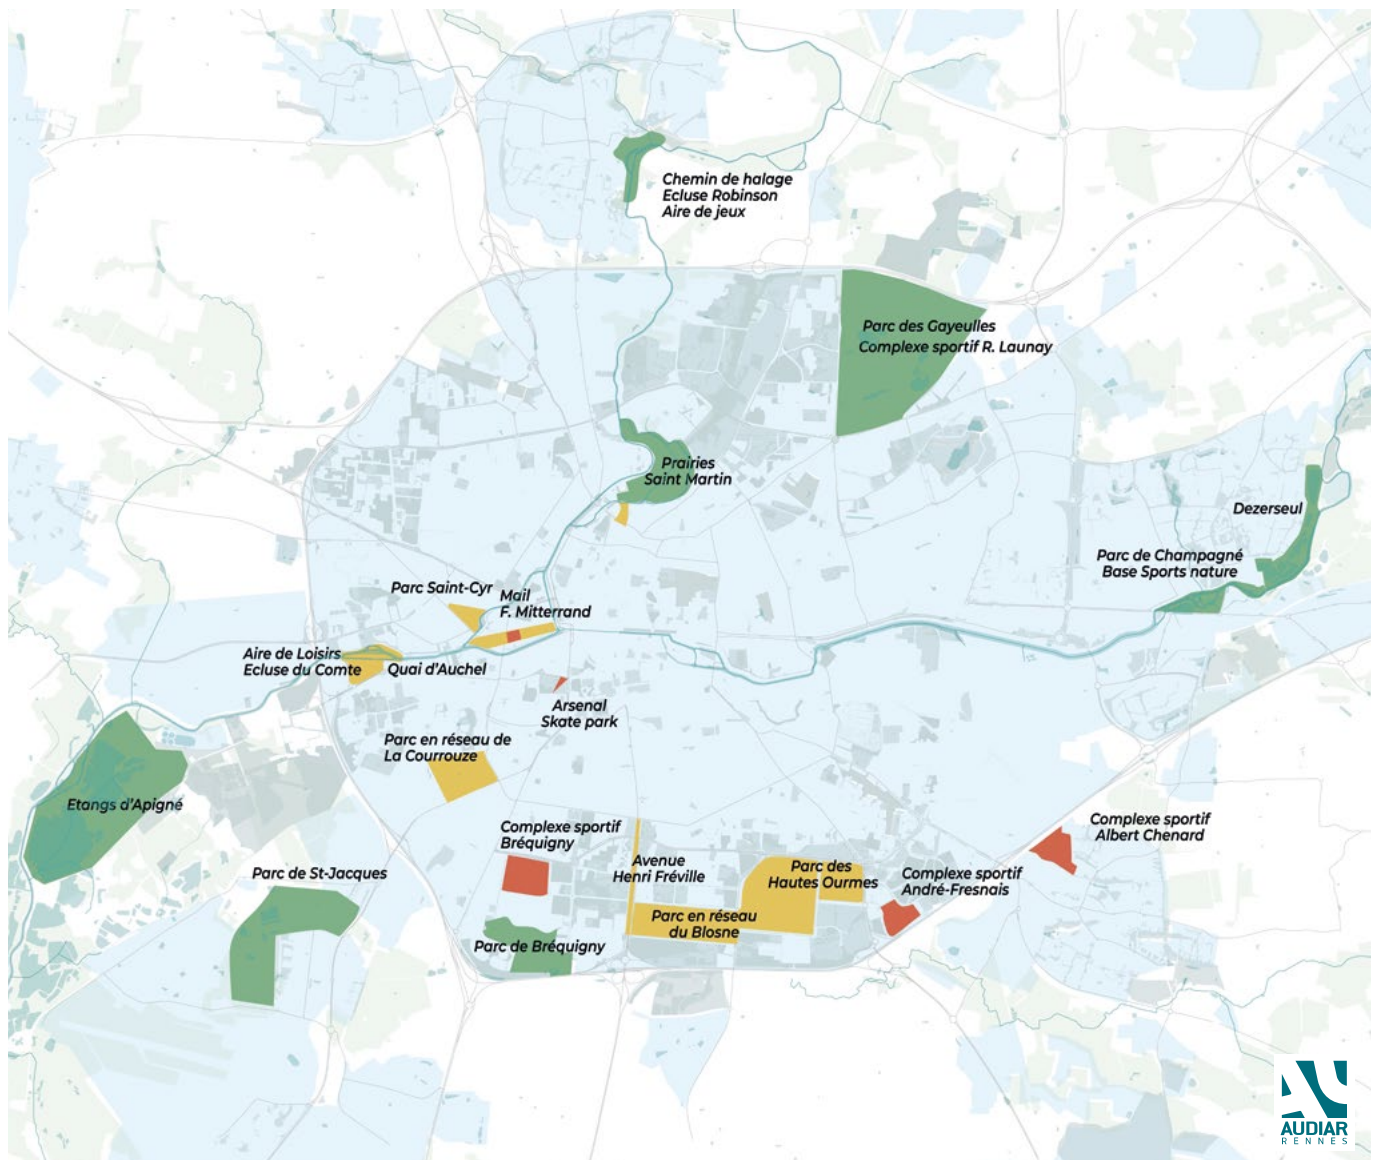 Chemin de halage
Ecluse Robinson
Aire de jeux
Parc des Gayeulles
Complexe sportif R. Launay
Prairies
Saint Martin
Dezerseul
Parc de Champagné
Base Sports nature
Parc Saint-Cyr
Mail
F. Mitterrand
Aire de Loisirs
Ecluse du Comte
Quai d'Auchel
Arsenal
Skate park
Parc en réseau de
La Courrouze
Etangs d'Apigné
Complexe sportif
Bréquigny
Complexe sportif
Albert Chenard
Avenue
Henri Fréville
Parc des
Hautes Ourmes
Complexe sportif
André-Fresnais
Parc de St-Jacques
Parc en réseau
du Blosne
Parc de Bréquigny
AUDIAR
RENNES